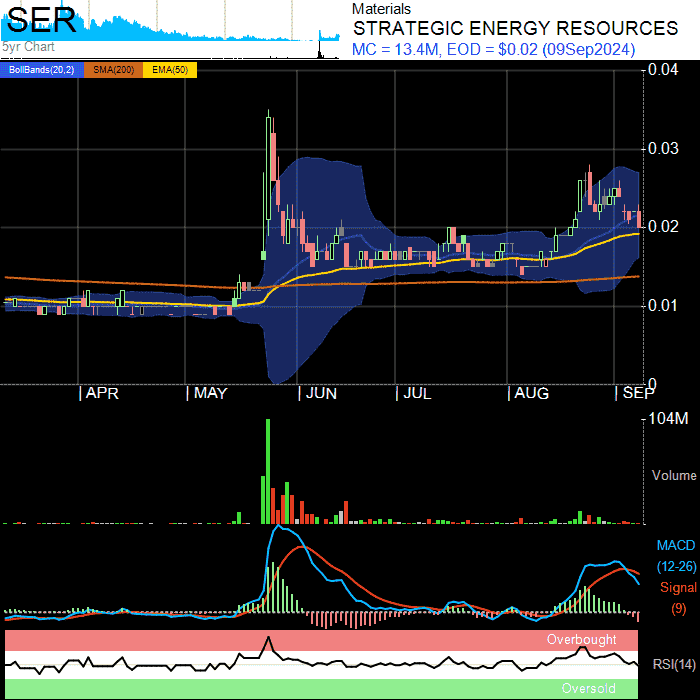 SER
5yr Chart
Materials
STRATEGIC ENERGY RESOURCES
MC = 13.4M, EOD = $0.02 (09Sep2024)
BollBands(20,2) SMA(200) EMA(50)
0.04
0.03
0.02
0.01
0
APR MAY JUN JUL AUG SEP
104M
Volume
MACD
(12-26)
Signal
(9)
Overbought
RSI(14)
Oversold